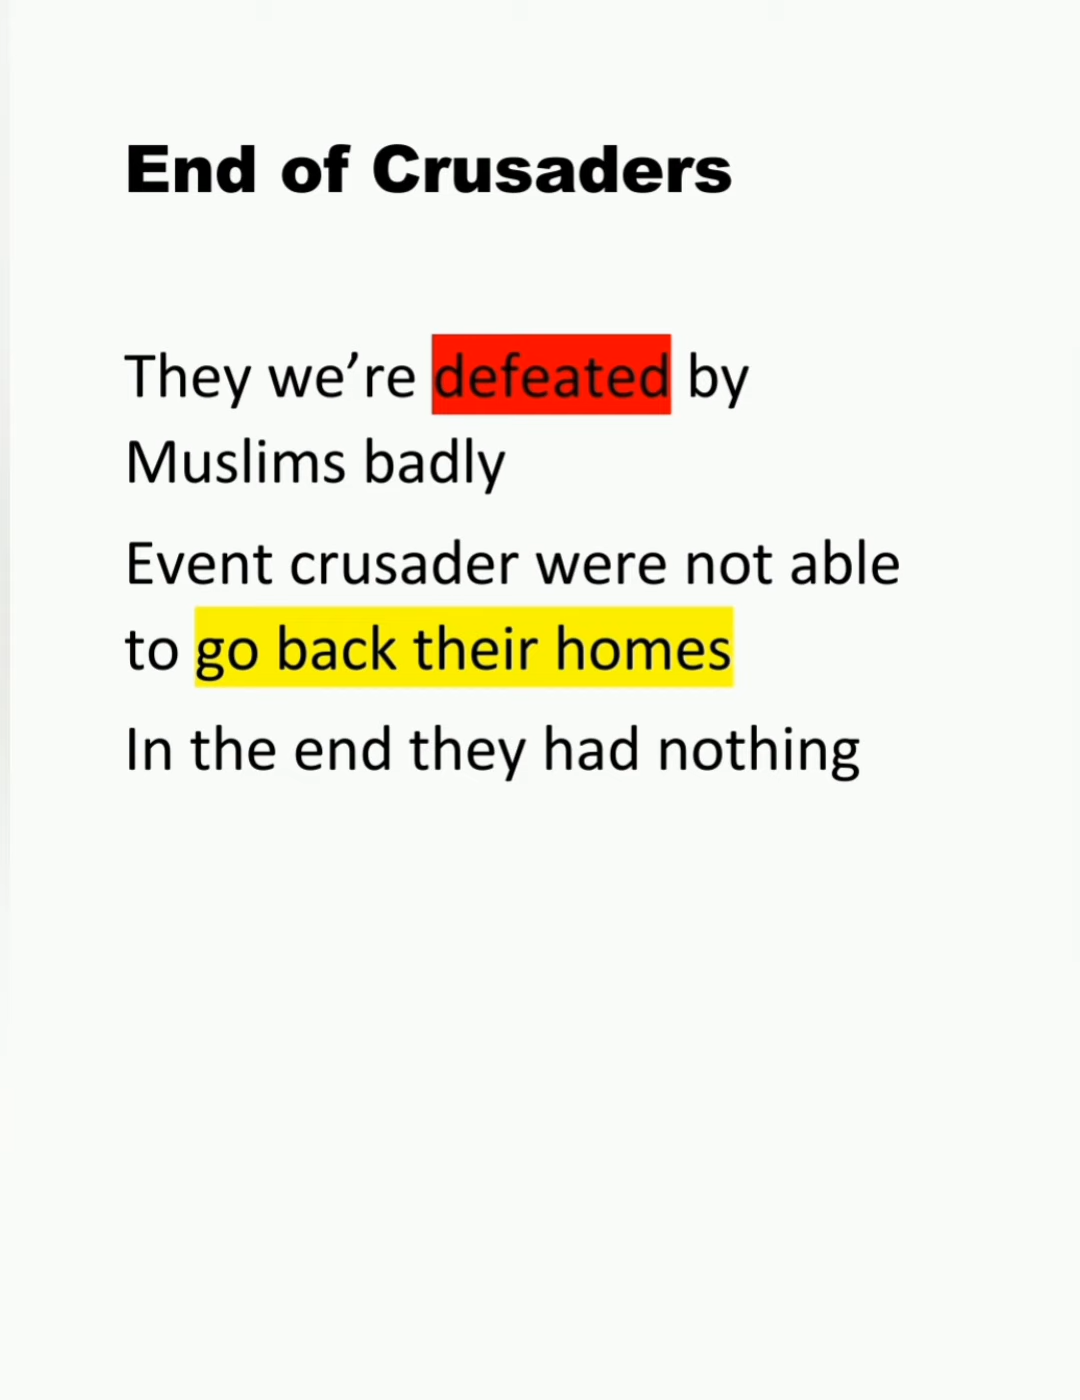 End of Crusaders
They we’re defeated by
Muslims badly
Event crusader were not able
to go back their homes
In the end they had nothing